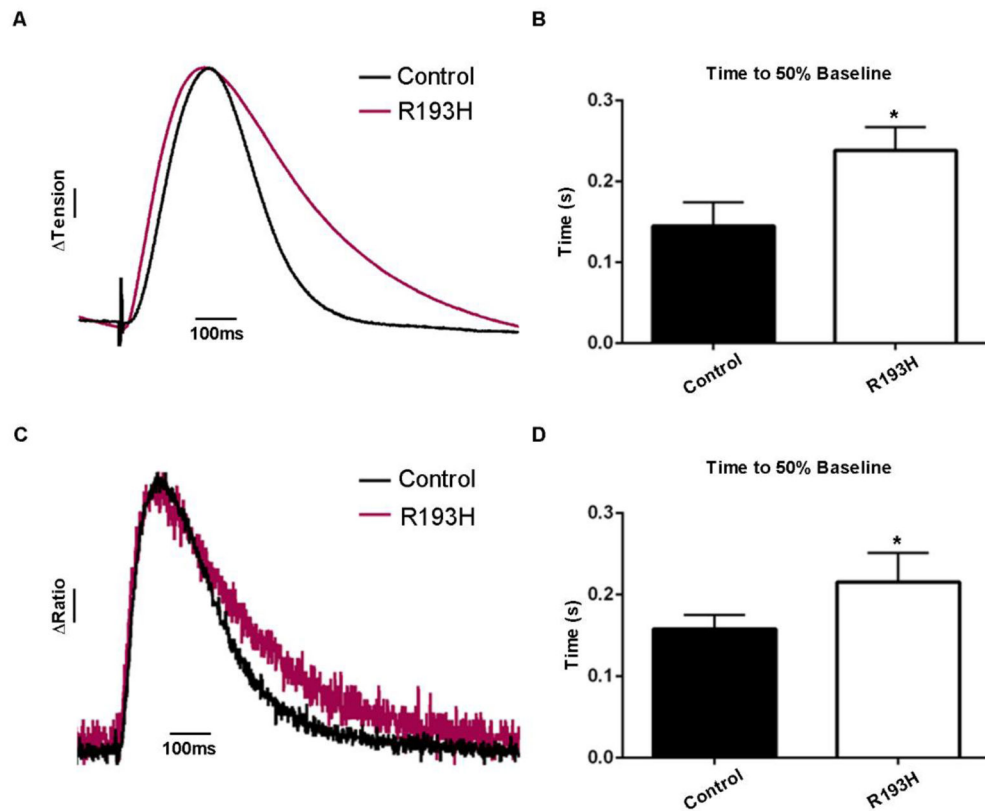 A
Control
R193H
ΔTension
100ms
B
Time to 50% Baseline
0.3
0.2
0.1
0.0
Time (s)
*
Control
R193H
C
Control
R193H
ΔRatio
100ms
D
Time to 50% Baseline
0.3
0.2
0.1
0.0
Time (s)
*
Control
R193H